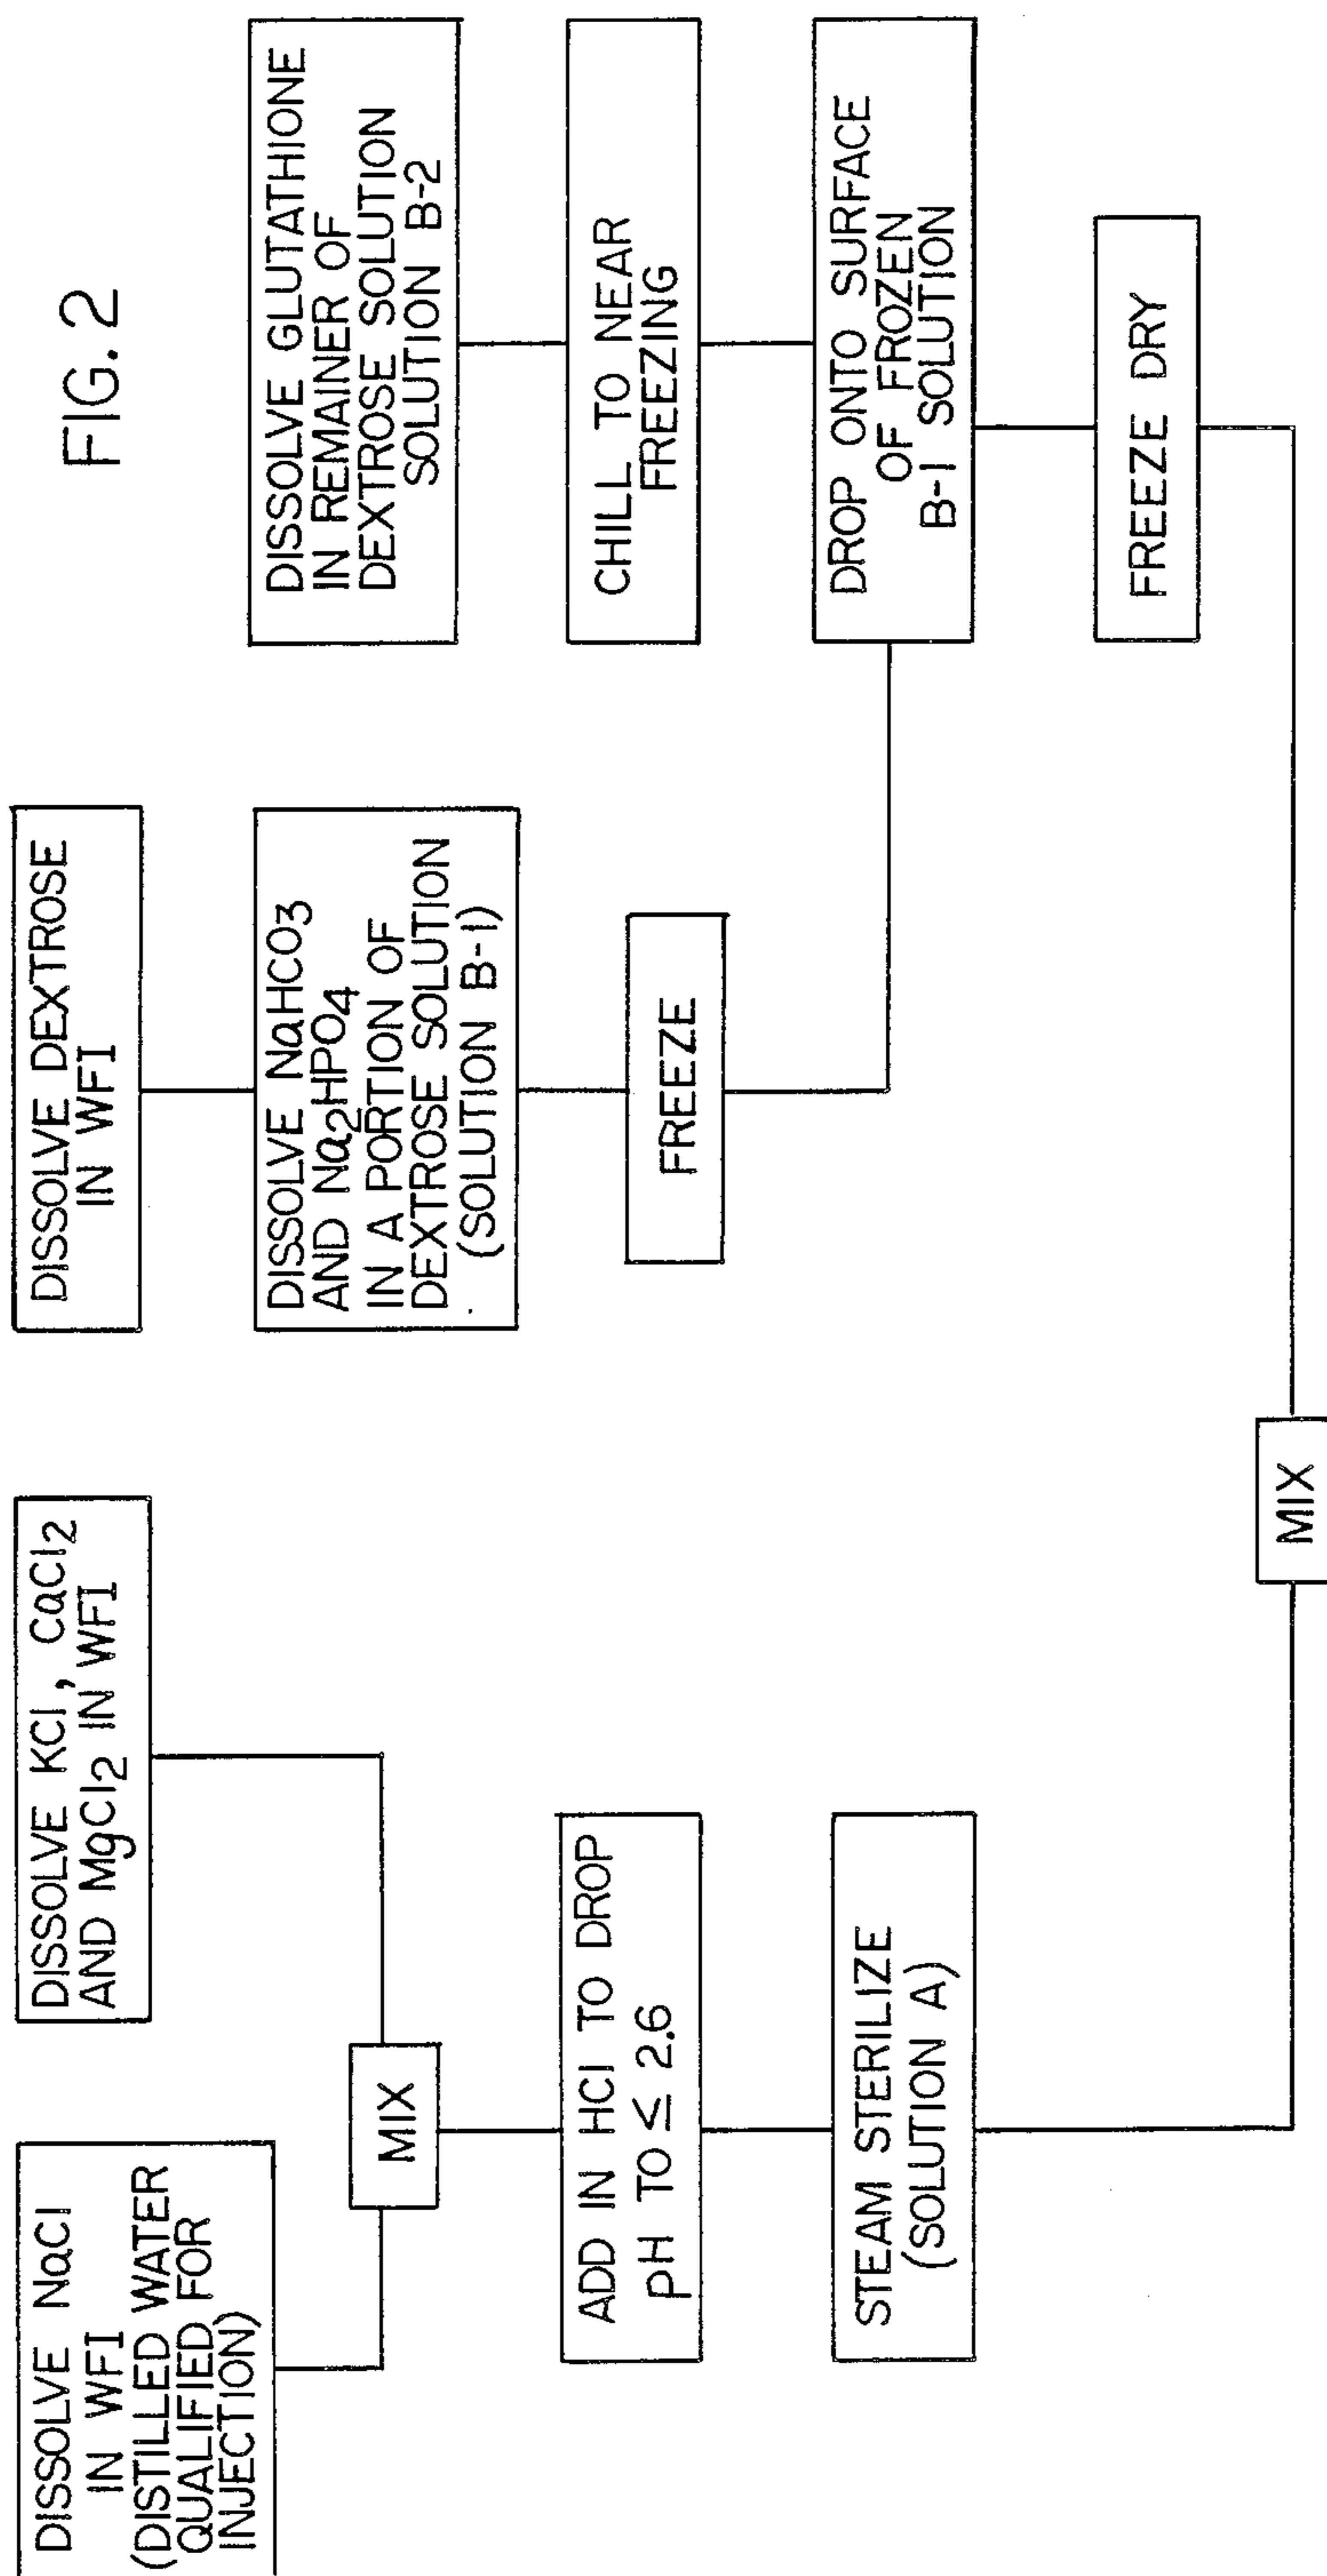 FIG. 2
DISSOLVE NaCl
IN WFI
(DISTILLED WATER
QUALIFIED FOR
INJECTION)
DISSOLVE KCl, CaCl2
AND MgCl2 IN WFI
MIX
ADD IN HCl TO DROP
pH TO ≤ 2.6
STEAM STERILIZE
(SOLUTION A)
DISSOLVE DEXTROSE
IN WFI
DISSOLVE NaHCO3
AND Na2HPO4
IN A PORTION OF
DEXTROSE SOLUTION
(SOLUTION B-1)
FREEZE
DISSOLVE GLUTATHIONE
IN REMAINER OF
DEXTROSE SOLUTION
SOLUTION B-2
CHILL TO NEAR
FREEZING
DROP ONTO SURFACE
OF FROZEN
B-1 SOLUTION
FREEZE DRY
MIX